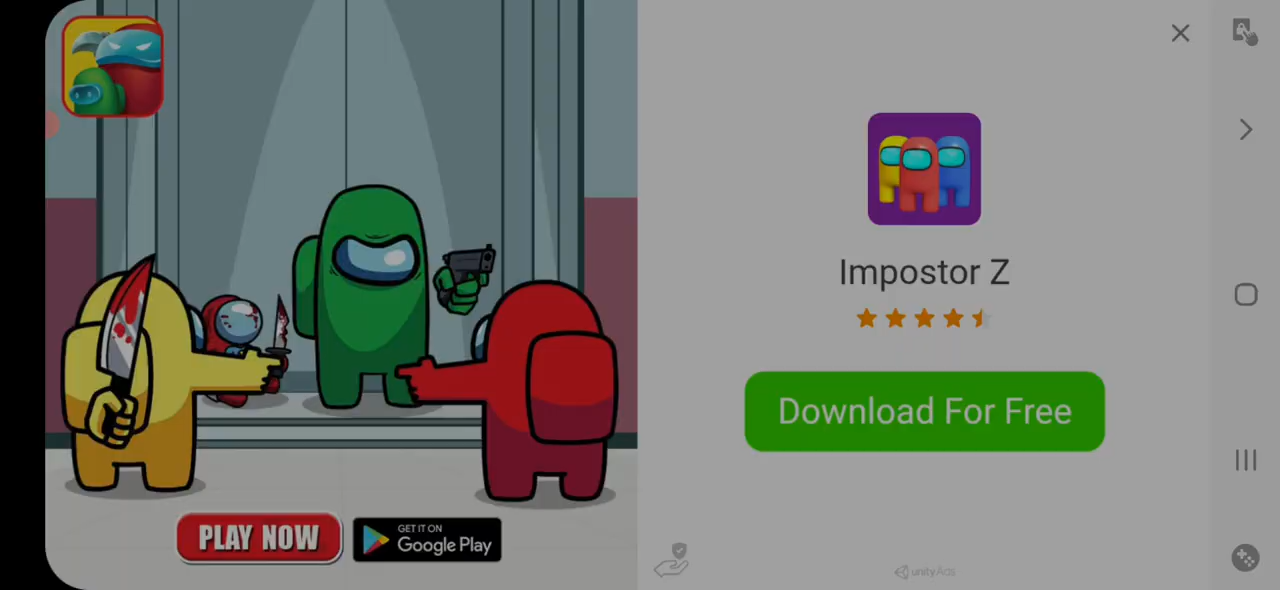 PLAY NOW
GET IT ON
Google Play
Impostor Z
Download For Free
unity Ads